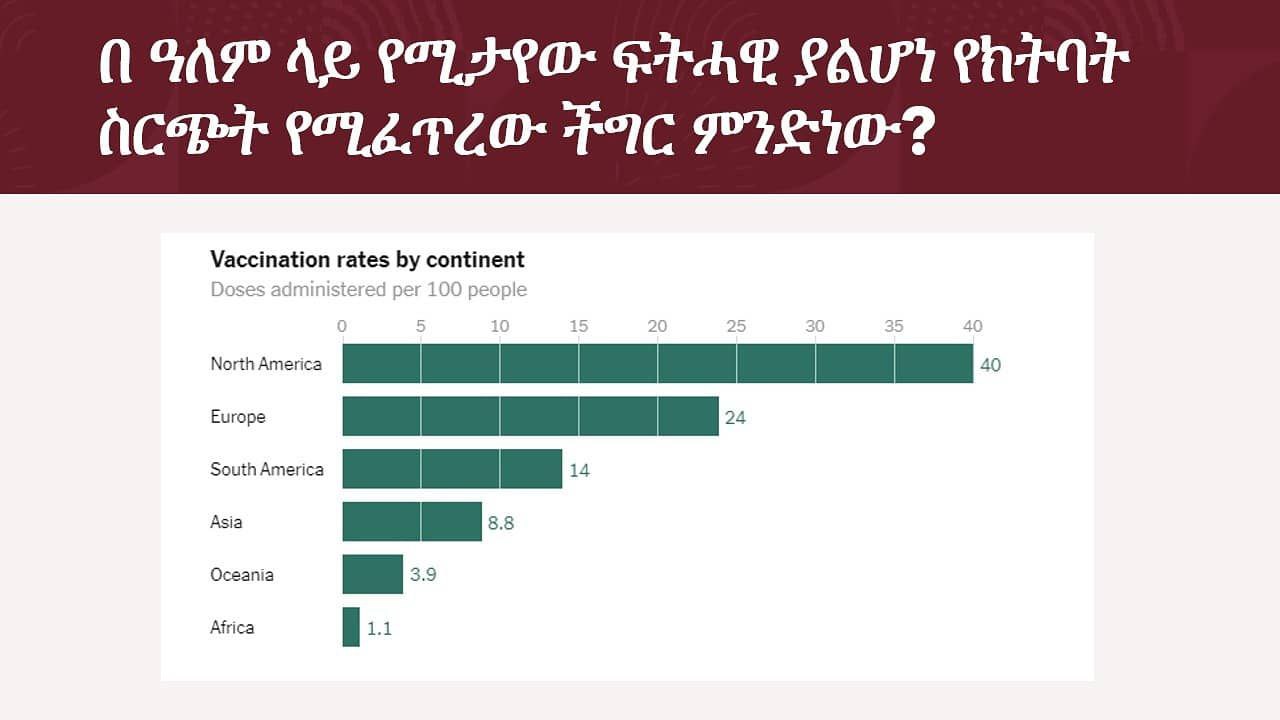 በ ዓለም ላይ የሚታየው ፍትሓዊ ያልሆነ የክትባት
ስርጭት የሚፈጥረው ችግር ምንድነው?
Vaccination rates by continent
Doses administered per 100 people
0 5 10 15 20 25 30 35 40
North America 40
Europe 24
South America 14
Asia 8.8
Oceania 3.9
Africa 1.1